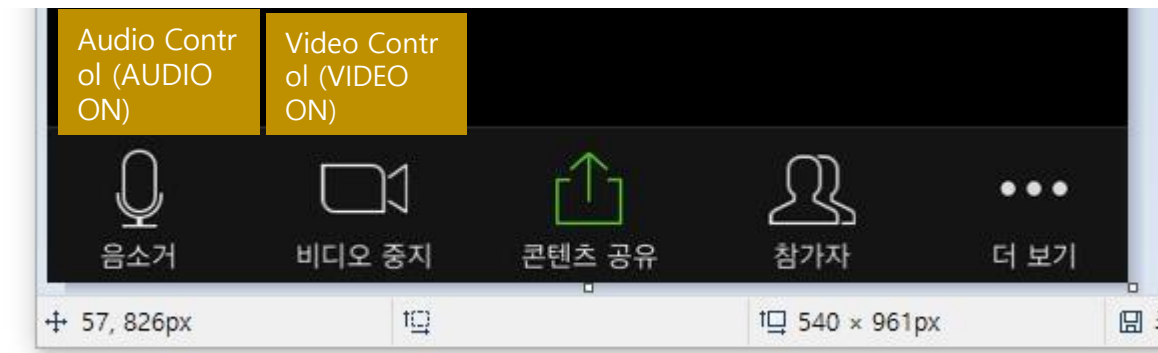 Audio Contr
ol (AUDIO
ON)
Video Contr
ol (VIDEO
ON)
음소거
비디오 중지
콘텐츠 공유
참가자
더 보기
57, 826px
540 × 961px